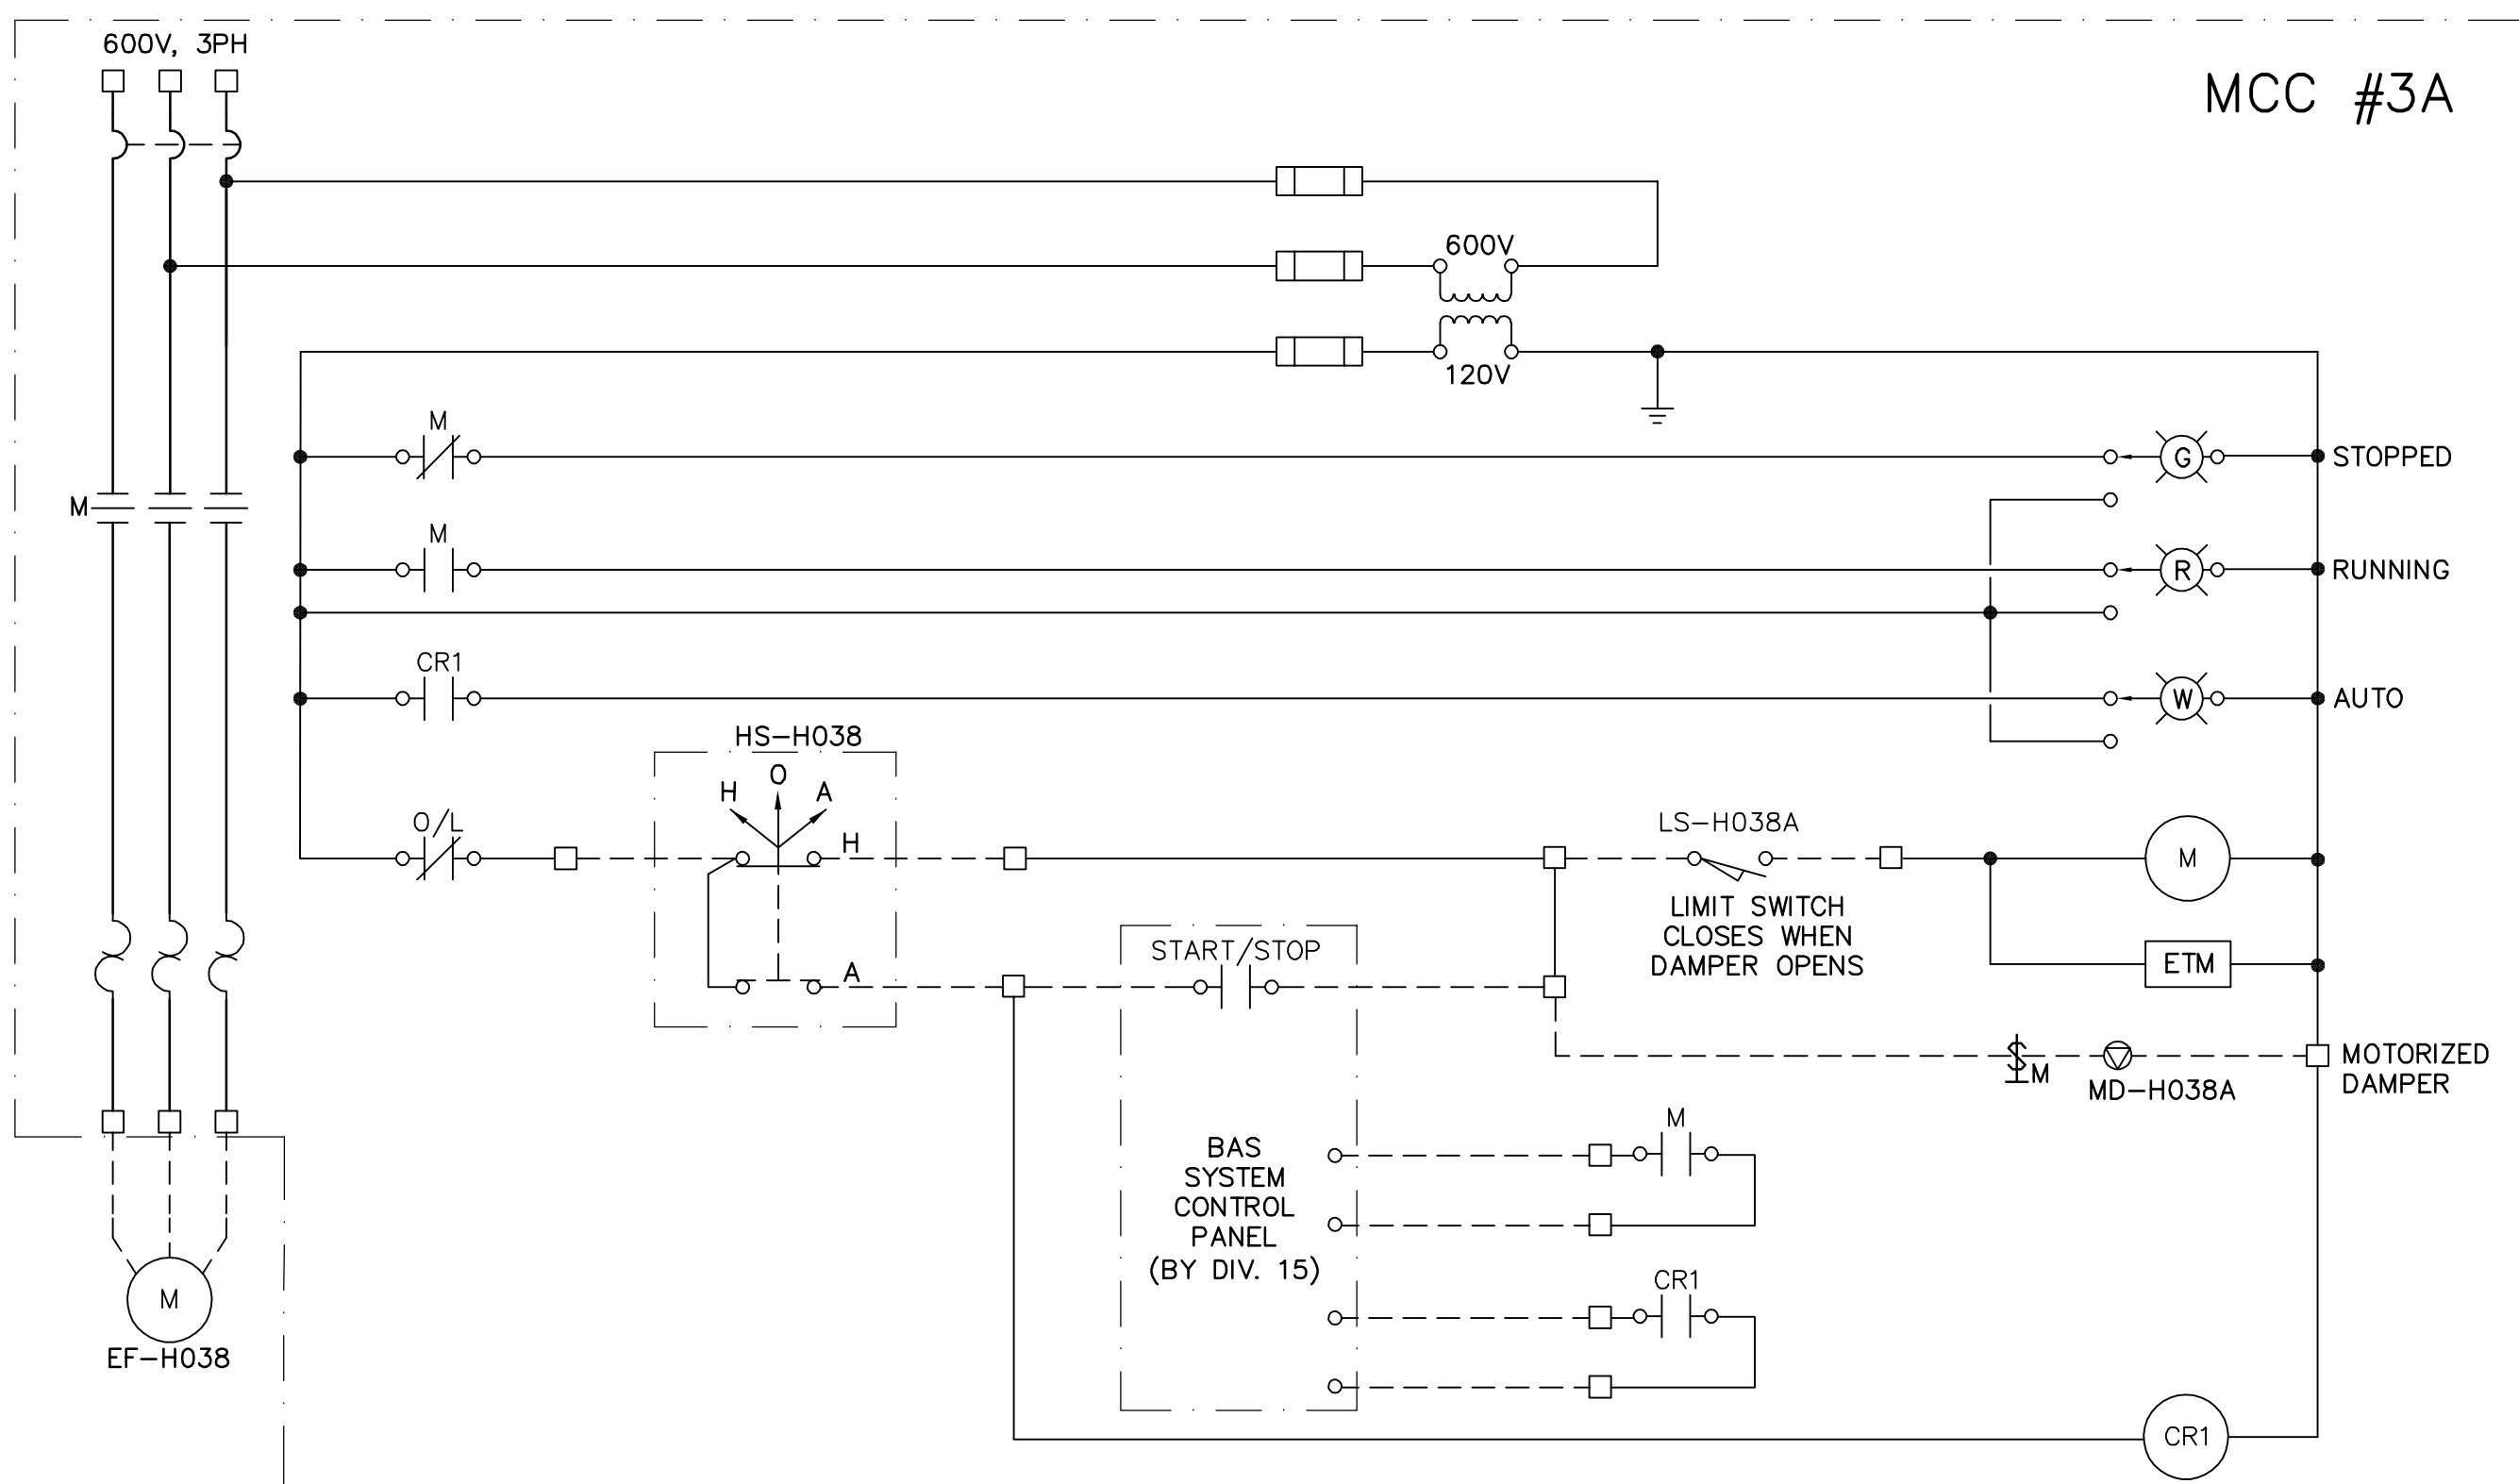 600V, 3PH
MCC #3A
600V
120V
M
G
STOPPED
M
M
R
RUNNING
CR1
W
AUTO
HS-H038
O
H
A
O/L
H
LS-H038A
M
LIMIT SWITCH
CLOSES WHEN
DAMPER OPENS
START/STOP
A
ETM
M
MD-H038A
MOTORIZED
DAMPER
BAS
SYSTEM
CONTROL
PANEL
(BY DIV. 15)
M
CR1
M
EF-H038
CR1